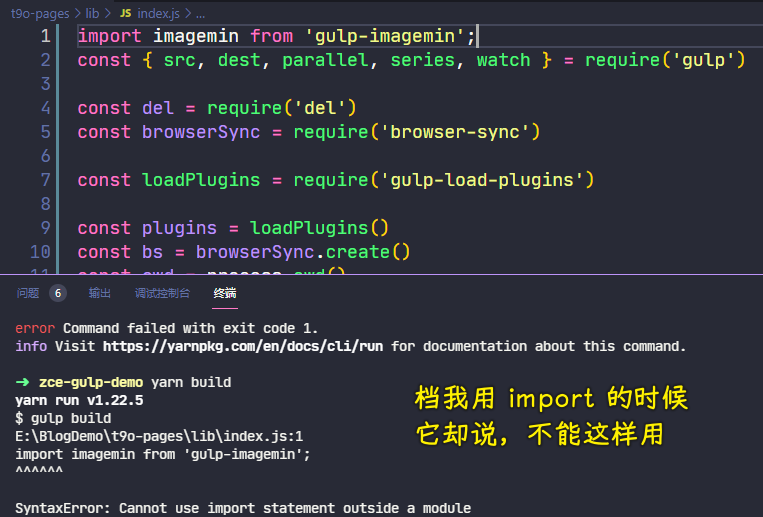 t9o-pages > lib > JS index.js > ...
1 import imagemin from 'gulp-imagemin';
2 const { src, dest, parallel, series, watch } = require('gulp')
3
4 const del = require('del')
5 const browserSync = require('browser-sync')
6
7 const loadPlugins = require('gulp-load-plugins')
8
9 const plugins = loadPlugins()
10 const bs = browserSync.create()
11 const cwd = process.cwd()
问题 6 输出 调试控制台 终端
error Command failed with exit code 1.
info Visit https://yarnpkg.com/en/docs/cli/run for documentation about this command.
➜ zce-gulp-demo yarn build
yarn run v1.22.5
$ gulp build
E:\BlogDemo\t9o-pages\lib\index.js:1
import imagemin from 'gulp-imagemin';
^^^^^^
SyntaxError: Cannot use import statement outside a module
档我用 import 的时候
它却说，不能这样用